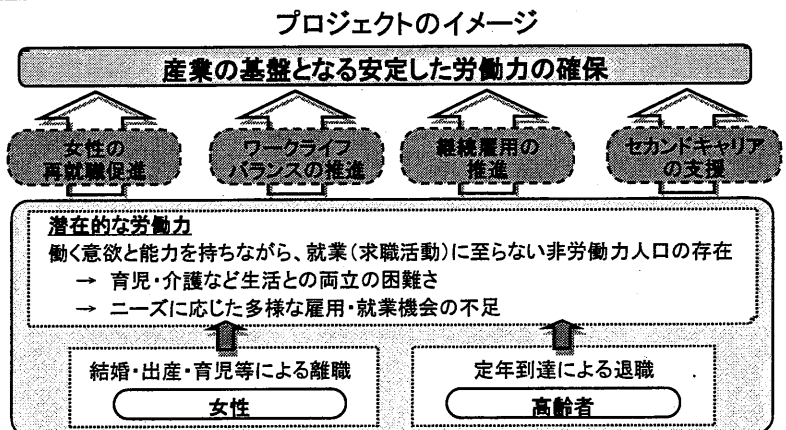 プロジェクトのイメージ
産業の基盤となる安定した労働力の確保
女性の
再就職促進
ワークライフ
バランスの推進
継続雇用の
推進
セカンドキャリア
の支援
潜在的な労働力
働く意欲と能力を持ちながら、就業(求職活動)に至らない非労働力人口の存在
→ 育児・介護など生活との両立の困難さ
→ ニーズに応じた多様な雇用・就業機会の不足
結婚・出産・育児等による離職
女性
定年到達による退職
高齢者